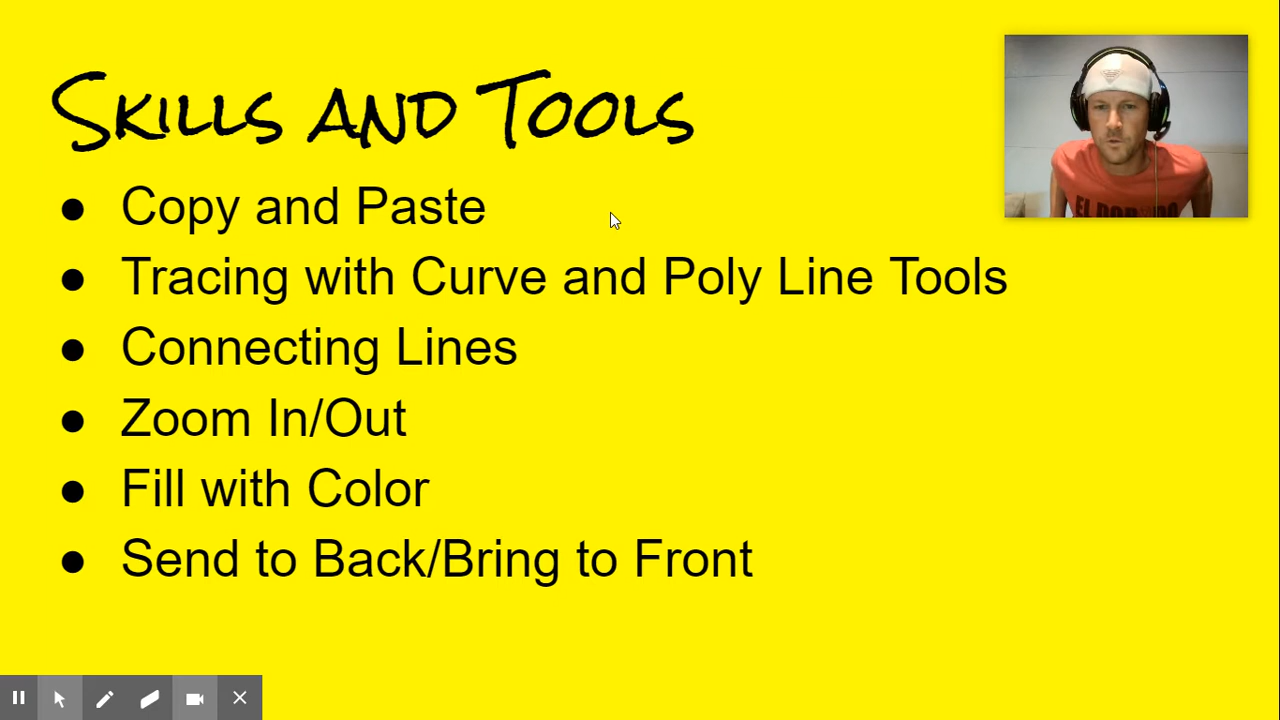 Skills and Tools
● Copy and Paste
● Tracing with Curve and Poly Line Tools
● Connecting Lines
● Zoom In/Out
● Fill with Color
● Send to Back/Bring to Front